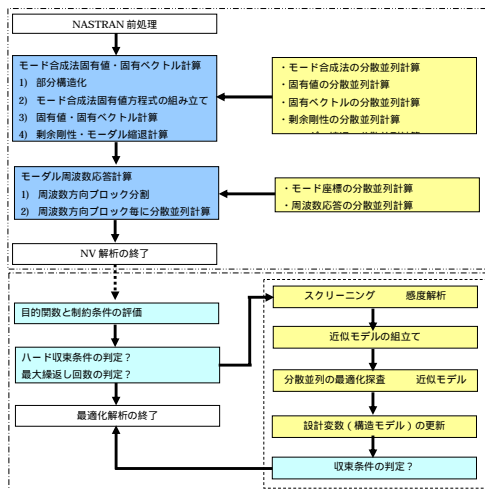 NASTRAN 前処理
モード合成法固有値・固有ベクトル計算
1) 部分構造化
2) モード合成法固有値方程式の組み立て
3) 固有値・固有ベクトル計算
4) 剰余剛性・モーダル縮退計算
・モード合成法の分散並列計算
・固有値の分散並列計算
・固有ベクトルの分散並列計算
・剰余剛性の分散並列計算
モーダル周波数応答計算
1) 周波数方向ブロック分割
2) 周波数方向ブロック毎に分散並列計算
・モード座標の分散並列計算
・周波数応答の分散並列計算
NV 解析の終了
目的関数と制約条件の評価
ハード収束条件の判定？
最大繰返し回数の判定？
最適化解析の終了
スクリーニング 感度解析
近似モデルの組立て
分散並列の最適化探査 近似モデル
設計変数（構造モデル）の更新
収束条件の判定？